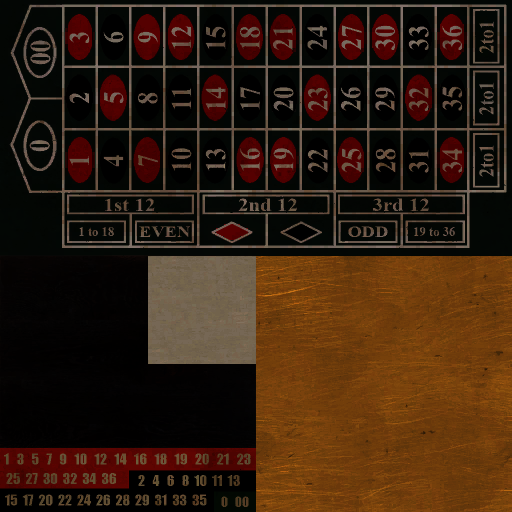 00 3 6 9 12 15 18 21 24 27 30 33 36 2to1
2 5 8 11 14 17 20 23 26 29 32 35 2to1
0 1 4 7 10 13 16 19 22 25 28 31 34 2to1
1st 12 2nd 12 3rd 12
1 to 18 EVEN ODD 19 to 36
1 3 5 7 9 10 12 14 16 18 19 20 21 23
25 27 30 32 34 36 2 4 6 8 10 11 13
15 17 20 22 24 26 28 29 31 33 35 0 00